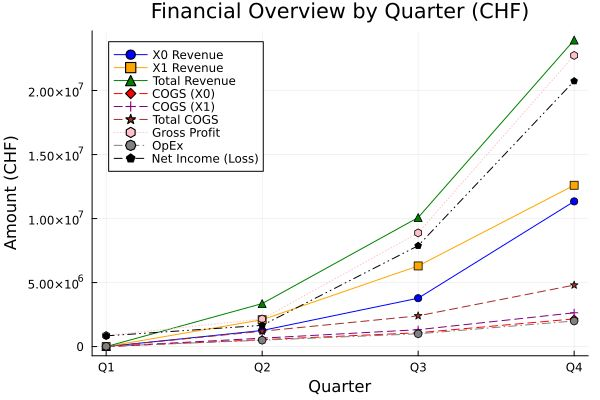 Financial Overview by Quarter (CHF)
X0 Revenue
X1 Revenue
Total Revenue
COGS (X0)
COGS (X1)
Total COGS
Gross Profit
OpEx
Net Income (Loss)
Amount (CHF)
2.00×10⁷
1.50×10⁷
1.00×10⁷
5.00×10⁶
0
Q1 Q2 Q3 Q4
Quarter